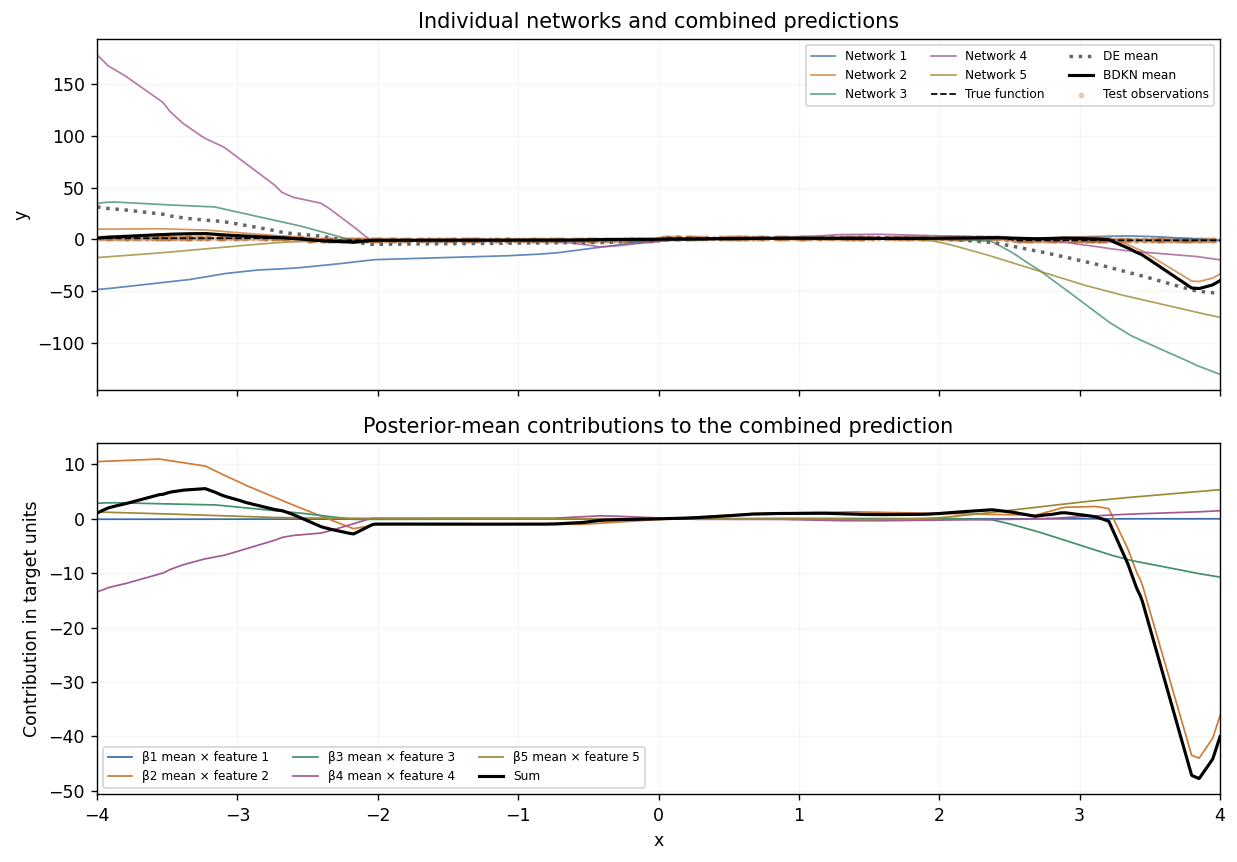 Individual networks and combined predictions
150
100
50
0
−50
−100
y
Network 1
Network 2
Network 3
Network 4
Network 5
True function
DE mean
BDKN mean
Test observations
Posterior-mean contributions to the combined prediction
10
0
−10
−20
−30
−40
−50
Contribution in target units
β1 mean × feature 1
β2 mean × feature 2
β3 mean × feature 3
β4 mean × feature 4
β5 mean × feature 5
Sum
−4 −3 −2 −1 0 1 2 3 4
x